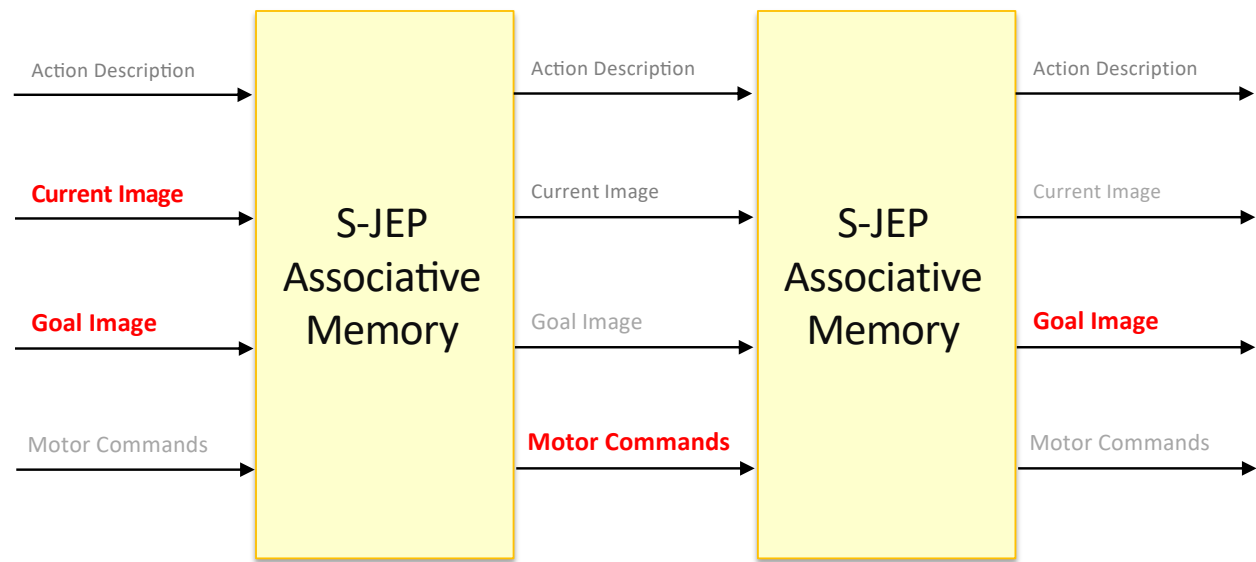 Action Description
Action Description
Action Description
Current Image
Current Image
Current Image
S-JEP
Associative
Memory
S-JEP
Associative
Memory
Goal Image
Goal Image
Goal Image
Motor Commands
Motor Commands
Motor Commands